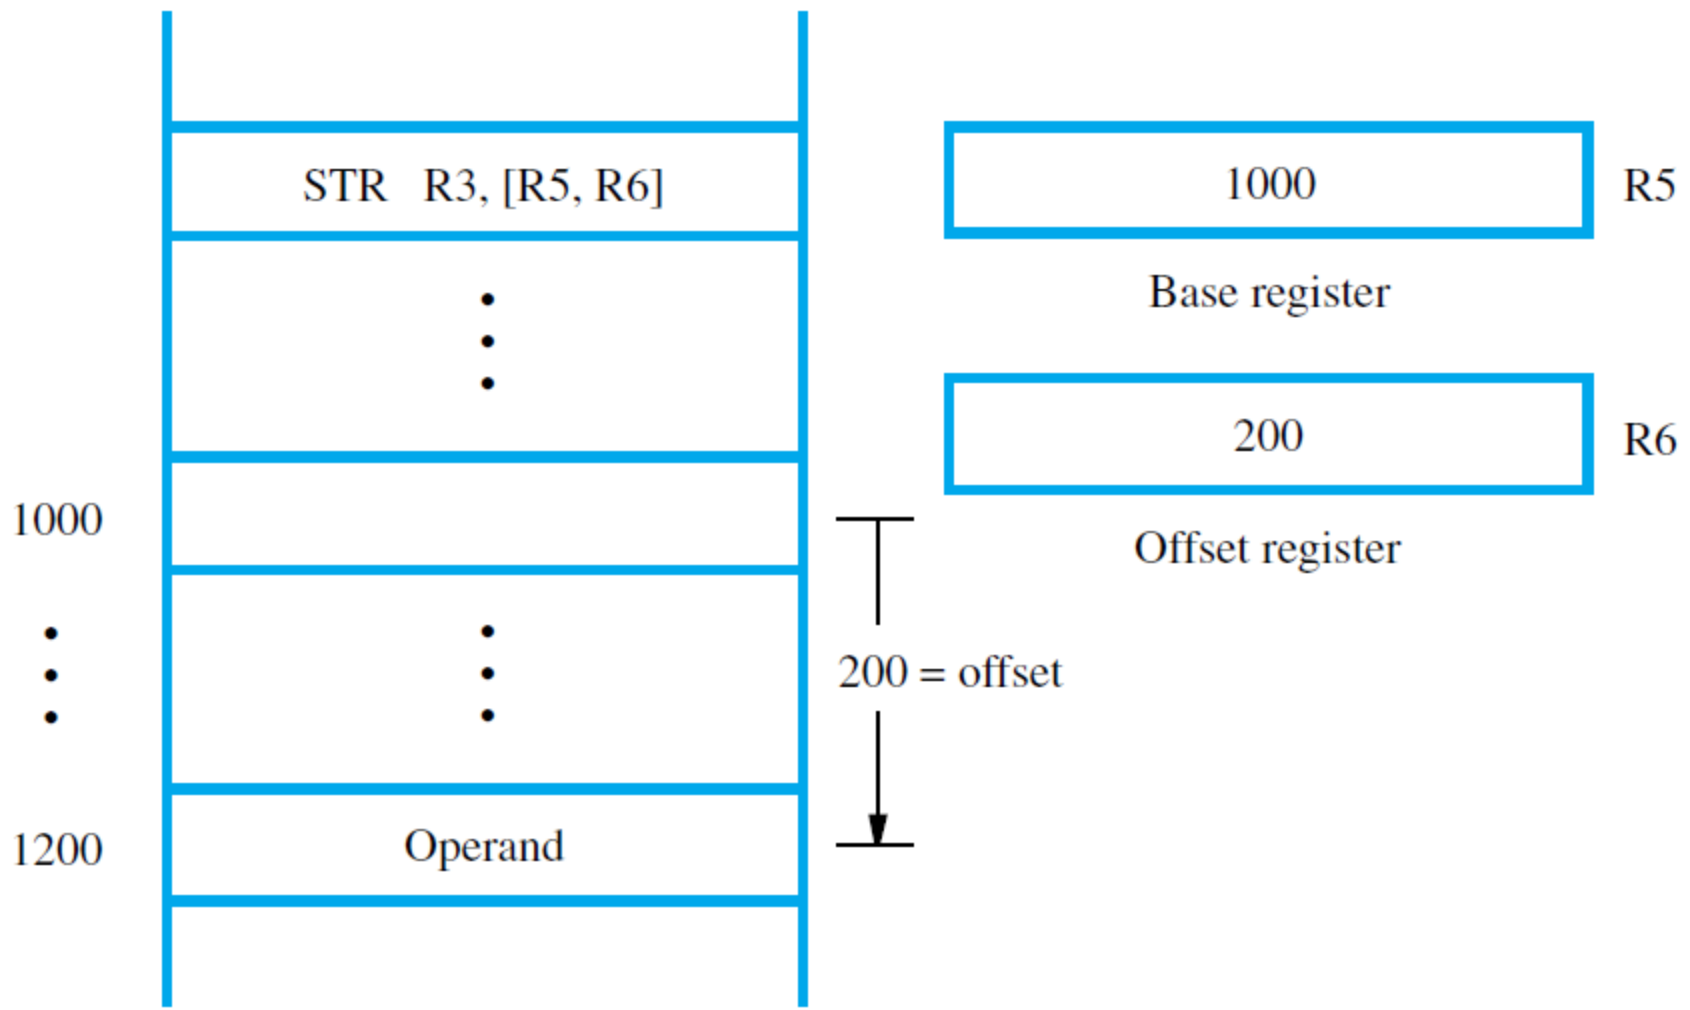 STR R3, [R5, R6]
1000 R5
Base register
200 R6
Offset register
1000
200 = offset
1200
Operand